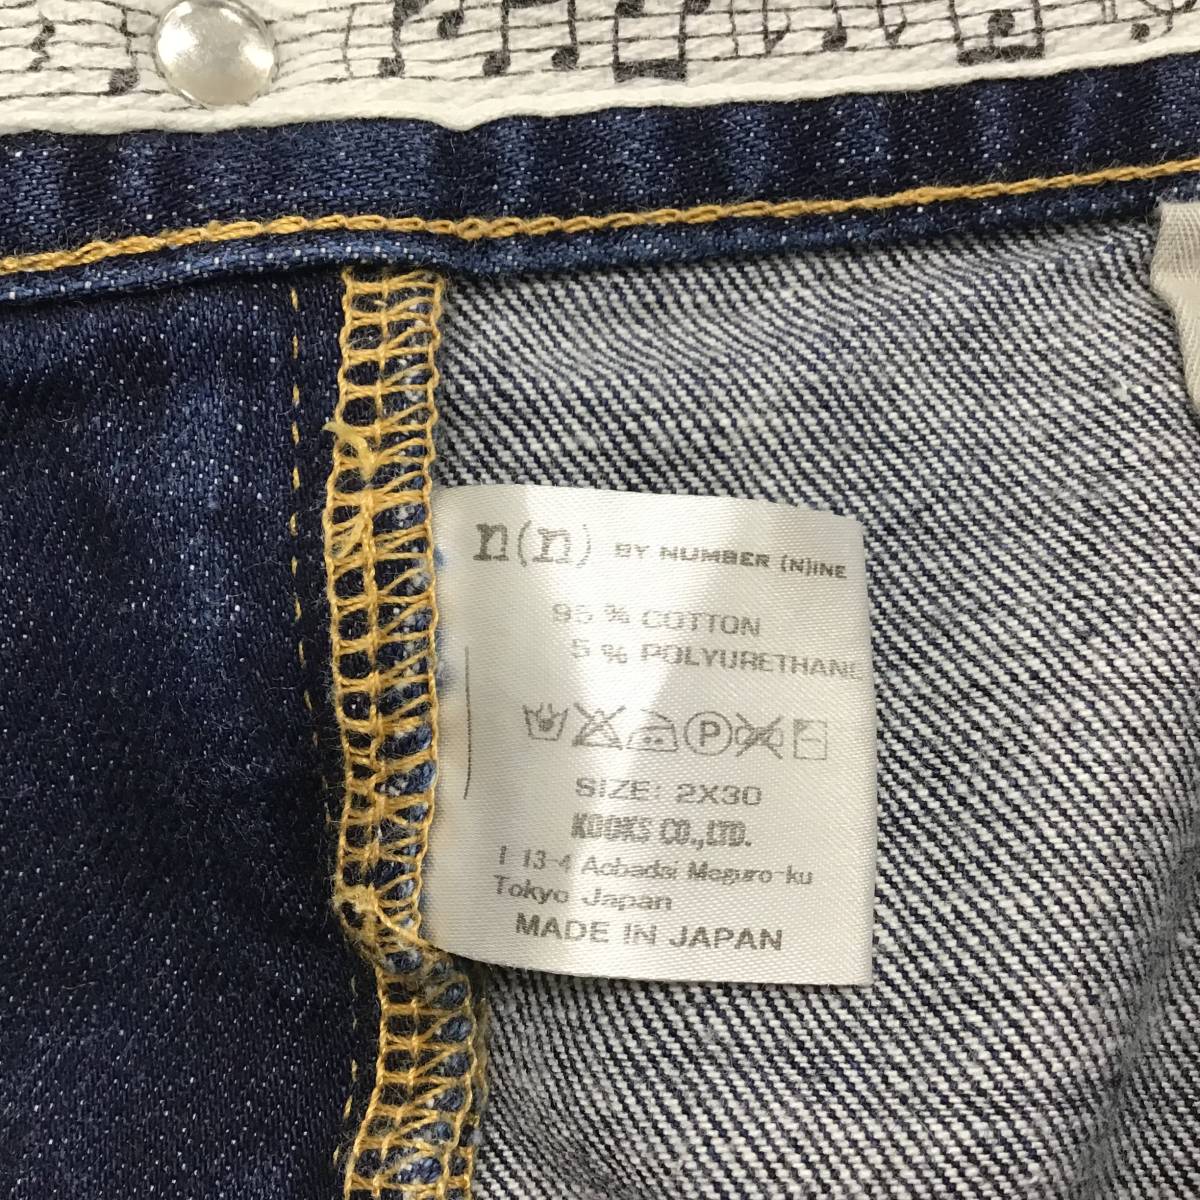 n(n) BY NUMBER (N)INE
95 % COTTON
5 % POLYURETHANE
P
SIZE: 2X30
KOOKS CO.,LTD.
1 13-4 Aobadai Meguro-ku
Tokyo Japan
MADE IN JAPAN